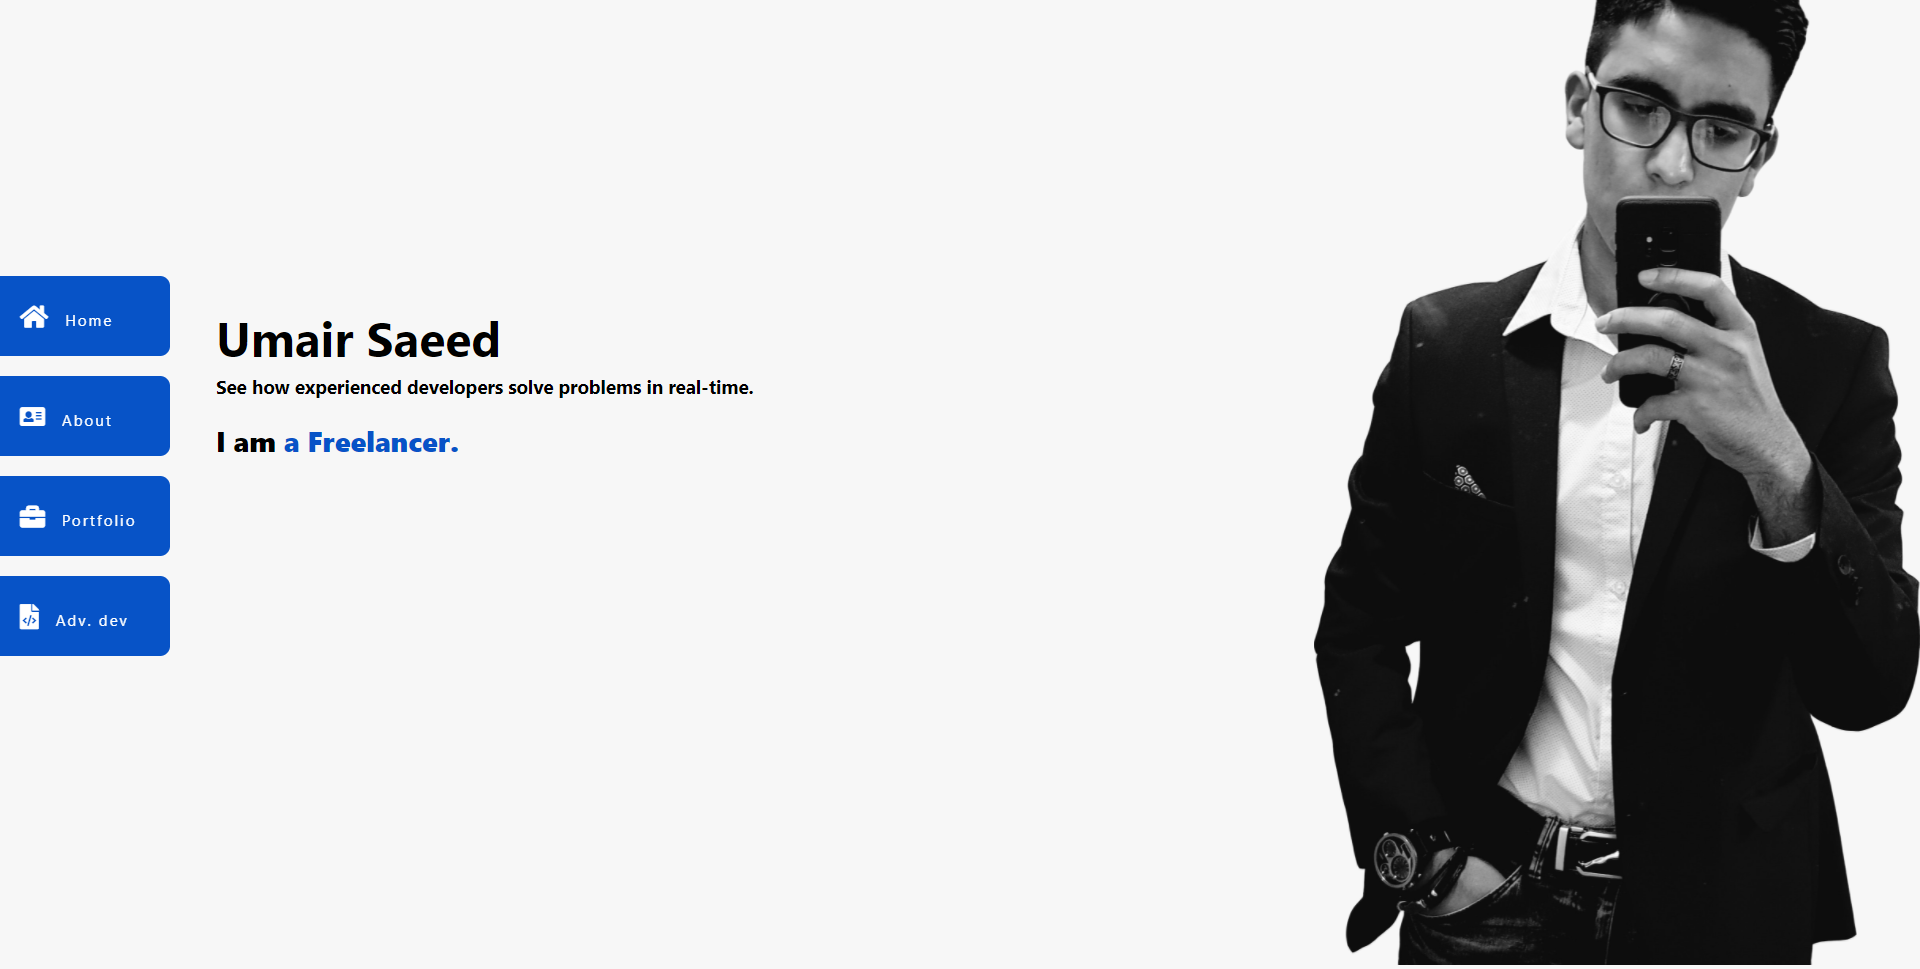 Home
About
Portfolio
Adv. dev
Umair Saeed
See how experienced developers solve problems in real-time.
I am a Freelancer.